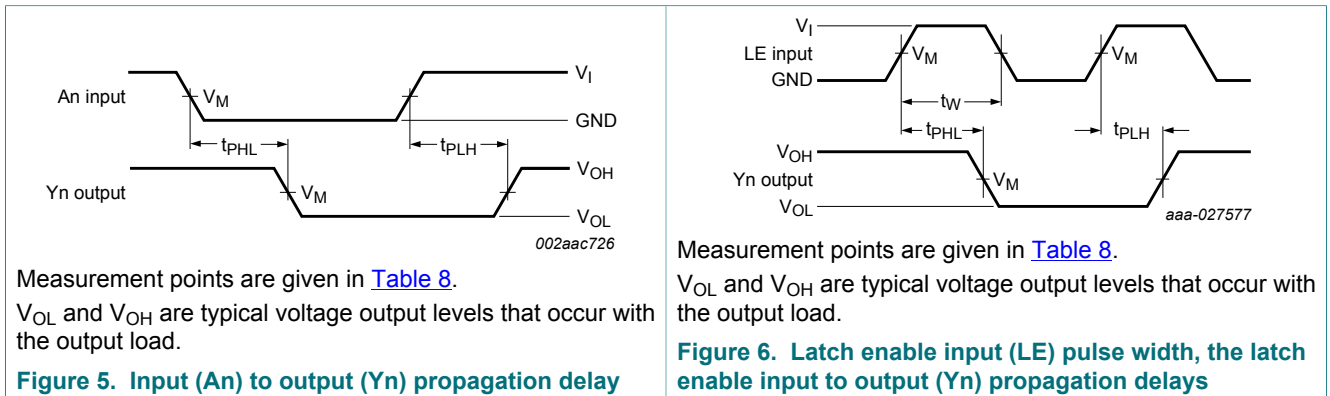 An input
V_M
V_I
GND
t_PHL
t_PLH
V_OH
Yn output
V_M
V_OL
002aac726
Measurement points are given in Table 8.
V_OL and V_OH are typical voltage output levels that occur with
the output load.
Figure 5. Input (An) to output (Yn) propagation delay
V_I
LE input
V_M
V_M
GND
t_W
t_PHL
t_PLH
V_OH
Yn output
V_M
V_OL
aaa-027577
Measurement points are given in Table 8.
V_OL and V_OH are typical voltage output levels that occur with
the output load.
Figure 6. Latch enable input (LE) pulse width, the latch
enable input to output (Yn) propagation delays